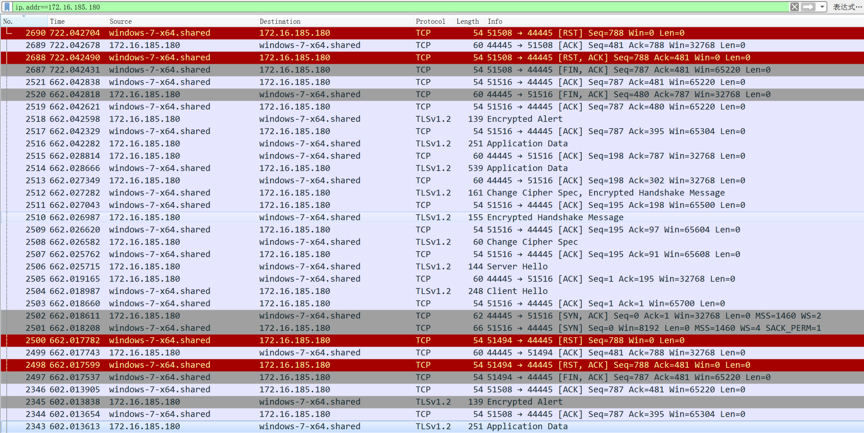 ip.addr==172.16.185.180 表达式…
No. Time Source Destination Protocol Length Info
2690 722.042704 windows-7-x64.shared 172.16.185.180 TCP 54 51508 → 44445 [RST] Seq=788 Win=0 Len=0
2689 722.042678 172.16.185.180 windows-7-x64.shared TCP 60 44445 → 51508 [ACK] Seq=481 Ack=788 Win=32768 Len=0
2688 722.042490 windows-7-x64.shared 172.16.185.180 TCP 54 51508 → 44445 [RST, ACK] Seq=788 Ack=481 Win=0 Len=0
2687 722.042431 windows-7-x64.shared 172.16.185.180 TCP 54 51508 → 44445 [FIN, ACK] Seq=787 Ack=481 Win=65220 Len=0
2521 662.042838 windows-7-x64.shared 172.16.185.180 TCP 54 51516 → 44445 [ACK] Seq=787 Ack=481 Win=65220 Len=0
2520 662.042818 172.16.185.180 windows-7-x64.shared TCP 60 44445 → 51516 [FIN, ACK] Seq=480 Ack=787 Win=32768 Len=0
2519 662.042621 windows-7-x64.shared 172.16.185.180 TCP 54 51516 → 44445 [ACK] Seq=787 Ack=480 Win=65220 Len=0
2518 662.042598 172.16.185.180 windows-7-x64.shared TLSv1.2 139 Encrypted Alert
2517 662.042329 windows-7-x64.shared 172.16.185.180 TCP 54 51516 → 44445 [ACK] Seq=787 Ack=395 Win=65304 Len=0
2516 662.042282 172.16.185.180 windows-7-x64.shared TLSv1.2 251 Application Data
2515 662.028814 172.16.185.180 windows-7-x64.shared TCP 60 44445 → 51516 [ACK] Seq=198 Ack=787 Win=32768 Len=0
2514 662.028666 windows-7-x64.shared 172.16.185.180 TLSv1.2 539 Application Data
2513 662.027349 172.16.185.180 windows-7-x64.shared TCP 60 44445 → 51516 [ACK] Seq=198 Ack=302 Win=32768 Len=0
2512 662.027282 windows-7-x64.shared 172.16.185.180 TLSv1.2 161 Change Cipher Spec, Encrypted Handshake Message
2511 662.027043 windows-7-x64.shared 172.16.185.180 TCP 54 51516 → 44445 [ACK] Seq=195 Ack=198 Win=65500 Len=0
2510 662.026987 172.16.185.180 windows-7-x64.shared TLSv1.2 155 Encrypted Handshake Message
2509 662.026620 windows-7-x64.shared 172.16.185.180 TCP 54 51516 → 44445 [ACK] Seq=195 Ack=97 Win=65604 Len=0
2508 662.026582 172.16.185.180 windows-7-x64.shared TLSv1.2 60 Change Cipher Spec
2507 662.025762 windows-7-x64.shared 172.16.185.180 TCP 54 51516 → 44445 [ACK] Seq=195 Ack=91 Win=65608 Len=0
2506 662.025715 172.16.185.180 windows-7-x64.shared TLSv1.2 144 Server Hello
2505 662.019165 172.16.185.180 windows-7-x64.shared TCP 60 44445 → 51516 [ACK] Seq=1 Ack=195 Win=32768 Len=0
2504 662.018987 windows-7-x64.shared 172.16.185.180 TLSv1.2 248 Client Hello
2503 662.018660 windows-7-x64.shared 172.16.185.180 TCP 54 51516 → 44445 [ACK] Seq=1 Ack=1 Win=65700 Len=0
2502 662.018611 172.16.185.180 windows-7-x64.shared TCP 62 44445 → 51516 [SYN, ACK] Seq=0 Ack=1 Win=32768 Len=0 MSS=1460 WS=2
2501 662.018208 windows-7-x64.shared 172.16.185.180 TCP 66 51516 → 44445 [SYN] Seq=0 Win=8192 Len=0 MSS=1460 WS=4 SACK_PERM=1
2500 662.017782 windows-7-x64.shared 172.16.185.180 TCP 54 51494 → 44445 [RST] Seq=788 Win=0 Len=0
2499 662.017743 172.16.185.180 windows-7-x64.shared TCP 60 44445 → 51494 [ACK] Seq=481 Ack=788 Win=32768 Len=0
2498 662.017599 windows-7-x64.shared 172.16.185.180 TCP 54 51494 → 44445 [RST, ACK] Seq=788 Ack=481 Win=0 Len=0
2497 662.017537 windows-7-x64.shared 172.16.185.180 TCP 54 51494 → 44445 [FIN, ACK] Seq=787 Ack=481 Win=65220 Len=0
2346 602.013905 windows-7-x64.shared 172.16.185.180 TCP 54 51508 → 44445 [ACK] Seq=787 Ack=481 Win=65220 Len=0
2345 602.013838 172.16.185.180 windows-7-x64.shared TLSv1.2 139 Encrypted Alert
2344 602.013654 windows-7-x64.shared 172.16.185.180 TCP 54 51508 → 44445 [ACK] Seq=787 Ack=395 Win=65304 Len=0
2343 602.013613 172.16.185.180 windows-7-x64.shared TLSv1.2 251 Application Data